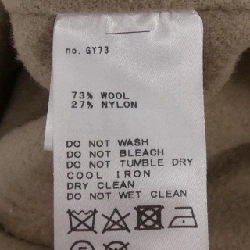 no. GY73
73% WOOL
27% NYLON
DO NOT WASH
DO NOT BLEACH
DO NOT TUMBLE DRY
COOL IRON
DRY CLEAN
DO NOT WET CLEAN